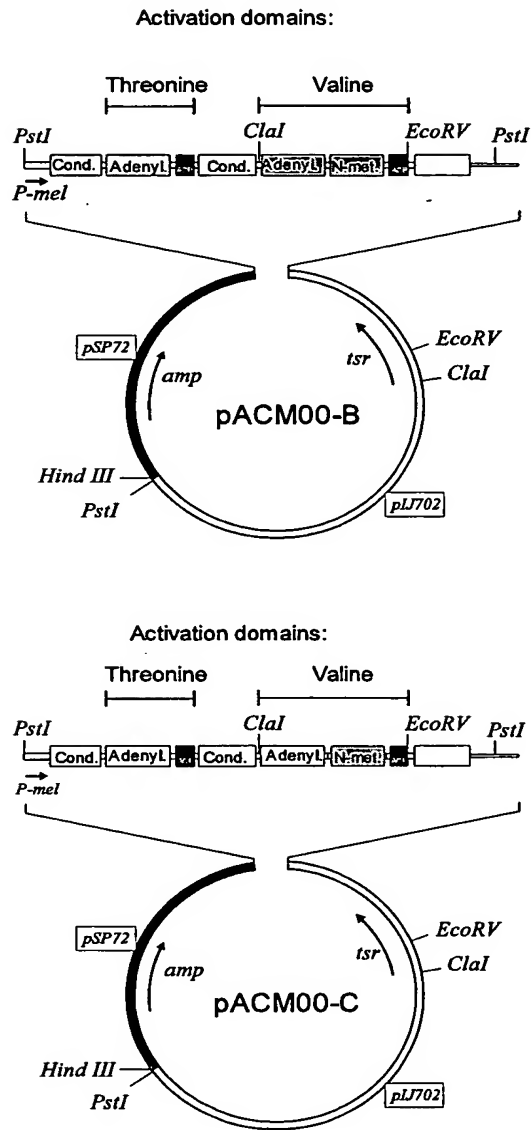 Activation domains:
Threonine Valine
PstI ClaI EcoRV PstI
Cond. Adenyl. Cond. Adenyl. N-met.
P-mel
pSP72 amp tsr EcoRV
ClaI
pACM00-B
Hind III
PstI pIJ702
Activation domains:
Threonine Valine
PstI ClaI EcoRV PstI
Cond. Adenyl. Cond. Adenyl. N-met.
P-mel
pSP72 amp tsr EcoRV
ClaI
pACM00-C
Hind III
PstI pIJ702